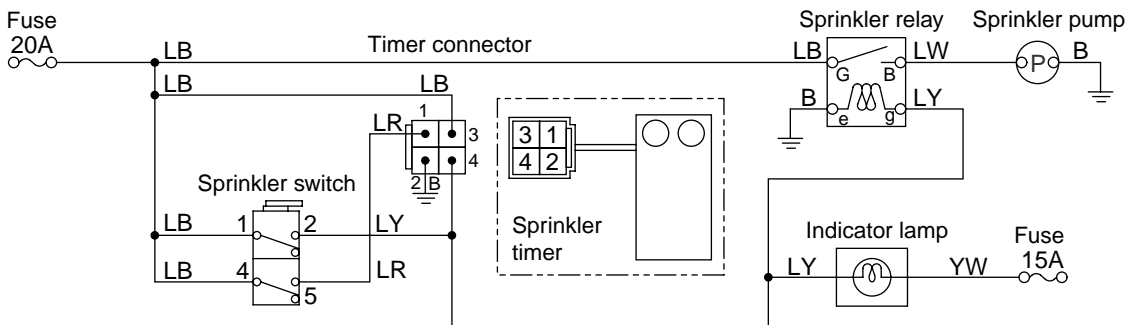 Fuse
20A
LB
Timer connector
Sprinkler relay
Sprinkler pump
LB
G
B
LW
P
B
LB
LB
B
e
g
LY
1
3
LR
4
2
B
3
1
4
2
Sprinkler
timer
Sprinkler switch
LB
1
2
LY
LB
4
5
LR
Indicator lamp
Fuse
15A
LY
YW